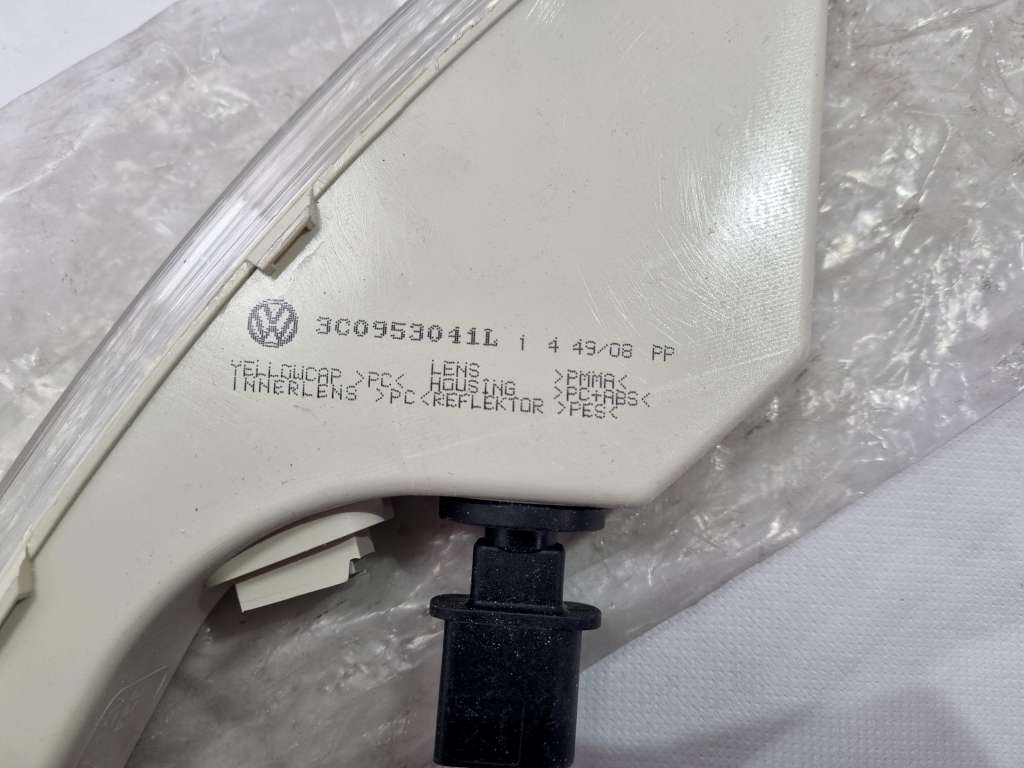 3C0953041L i 4 49/08 PP
YELLOWCAP >PC< LENS >PMMA<
HOUSING >PC+ABS<
INNERLENS >PC< REFLEKTOR >PES<